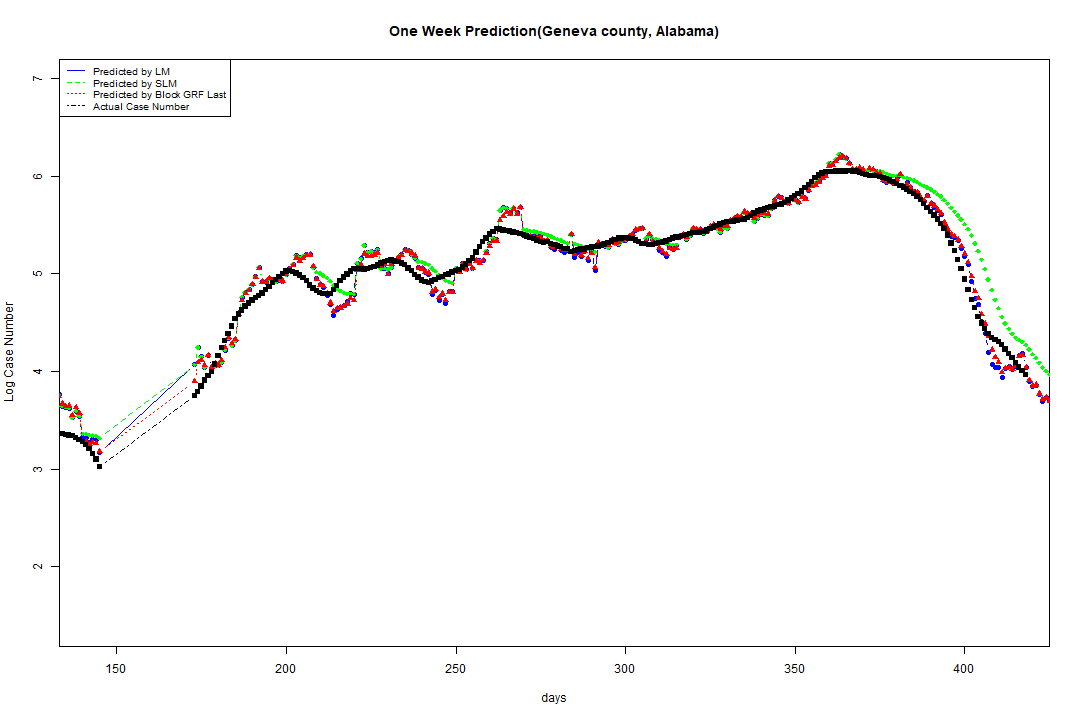 One Week Prediction(Geneva county, Alabama)
Predicted by LM
Predicted by SLM
Predicted by Block GRF Last
Actual Case Number
7
6
5
4
3
2
Log Case Number
150 200 250 300 350 400
days